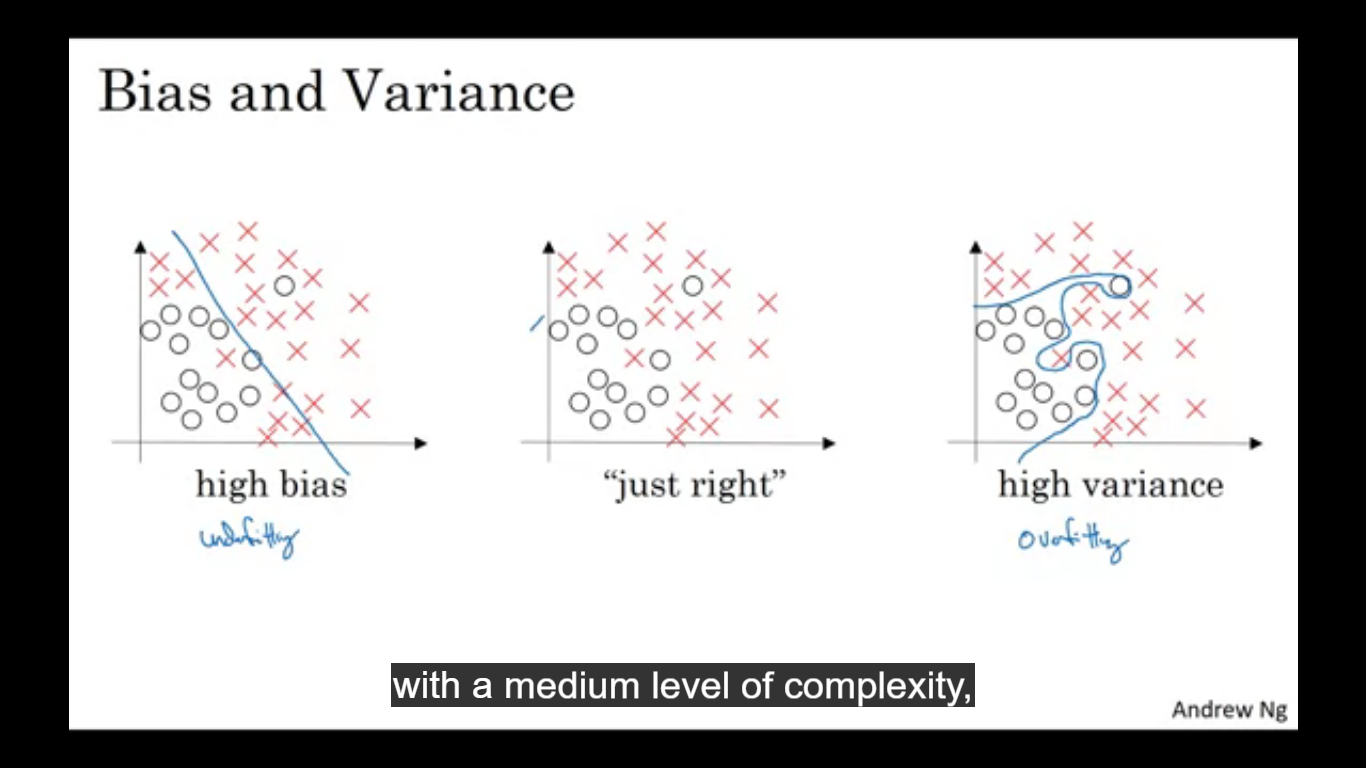 Bias and Variance
high bias
“just right”
high variance
underfitting
overfitting
with a medium level of complexity,
Andrew Ng